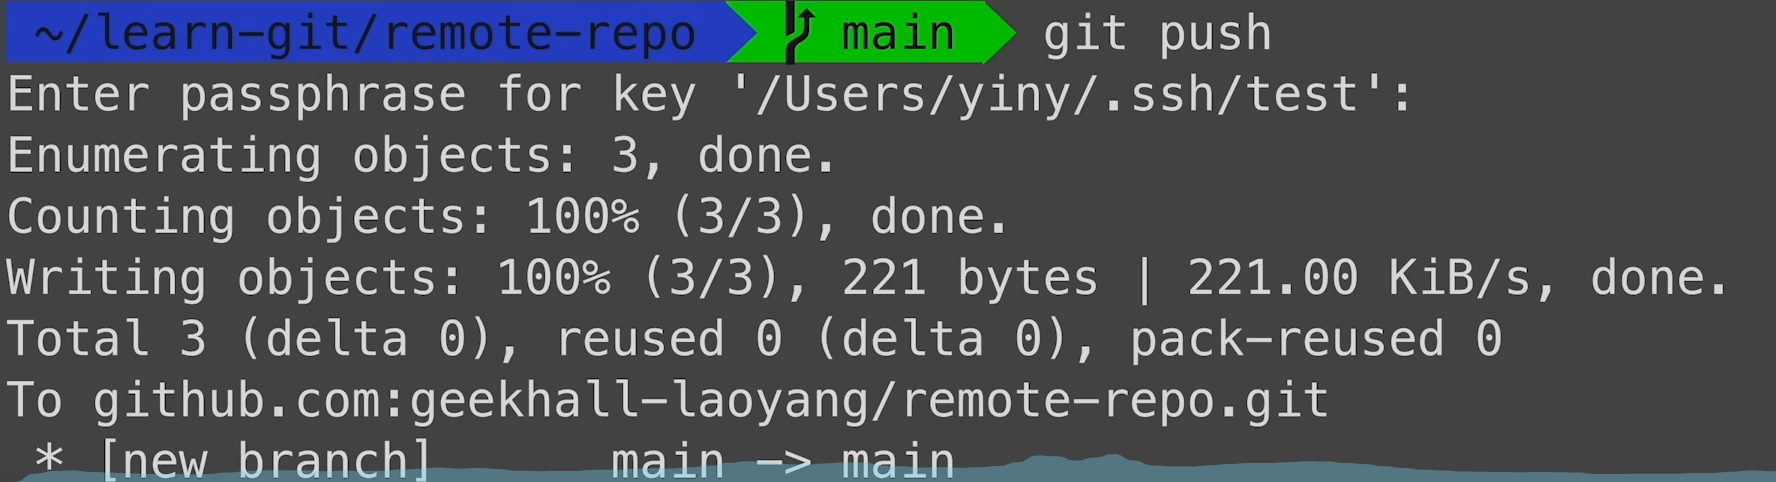 ~/learn-git/remote-repo main git push
Enter passphrase for key '/Users/yiny/.ssh/test':
Enumerating objects: 3, done.
Counting objects: 100% (3/3), done.
Writing objects: 100% (3/3), 221 bytes | 221.00 KiB/s, done.
Total 3 (delta 0), reused 0 (delta 0), pack-reused 0
To github.com:geekhall-laoyang/remote-repo.git
 * [new branch]      main -> main